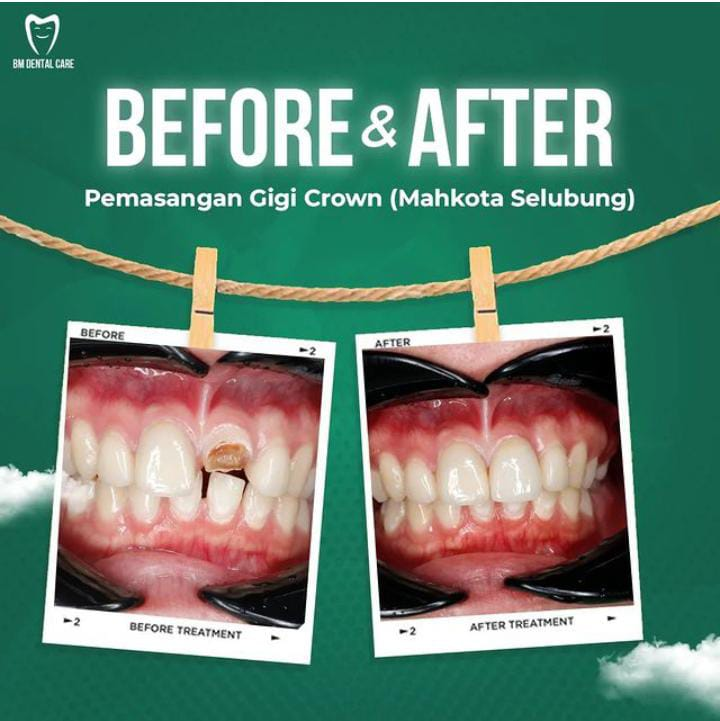 BM DENTAL CARE
BEFORE & AFTER
Pemasangan Gigi Crown (Mahkota Selubung)
BEFORE
►2
AFTER
►2
►2
BEFORE TREATMENT
►
►2
AFTER TREATMENT
►